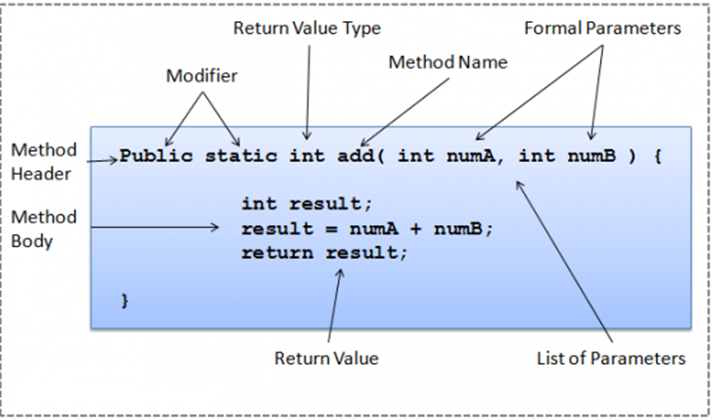 Return Value Type
Formal Parameters
Modifier
Method Name
Method
Header
Public static int add( int numA, int numB ) {
int result;
Method
Body
result = numA + numB;
return result;
}
Return Value
List of Parameters